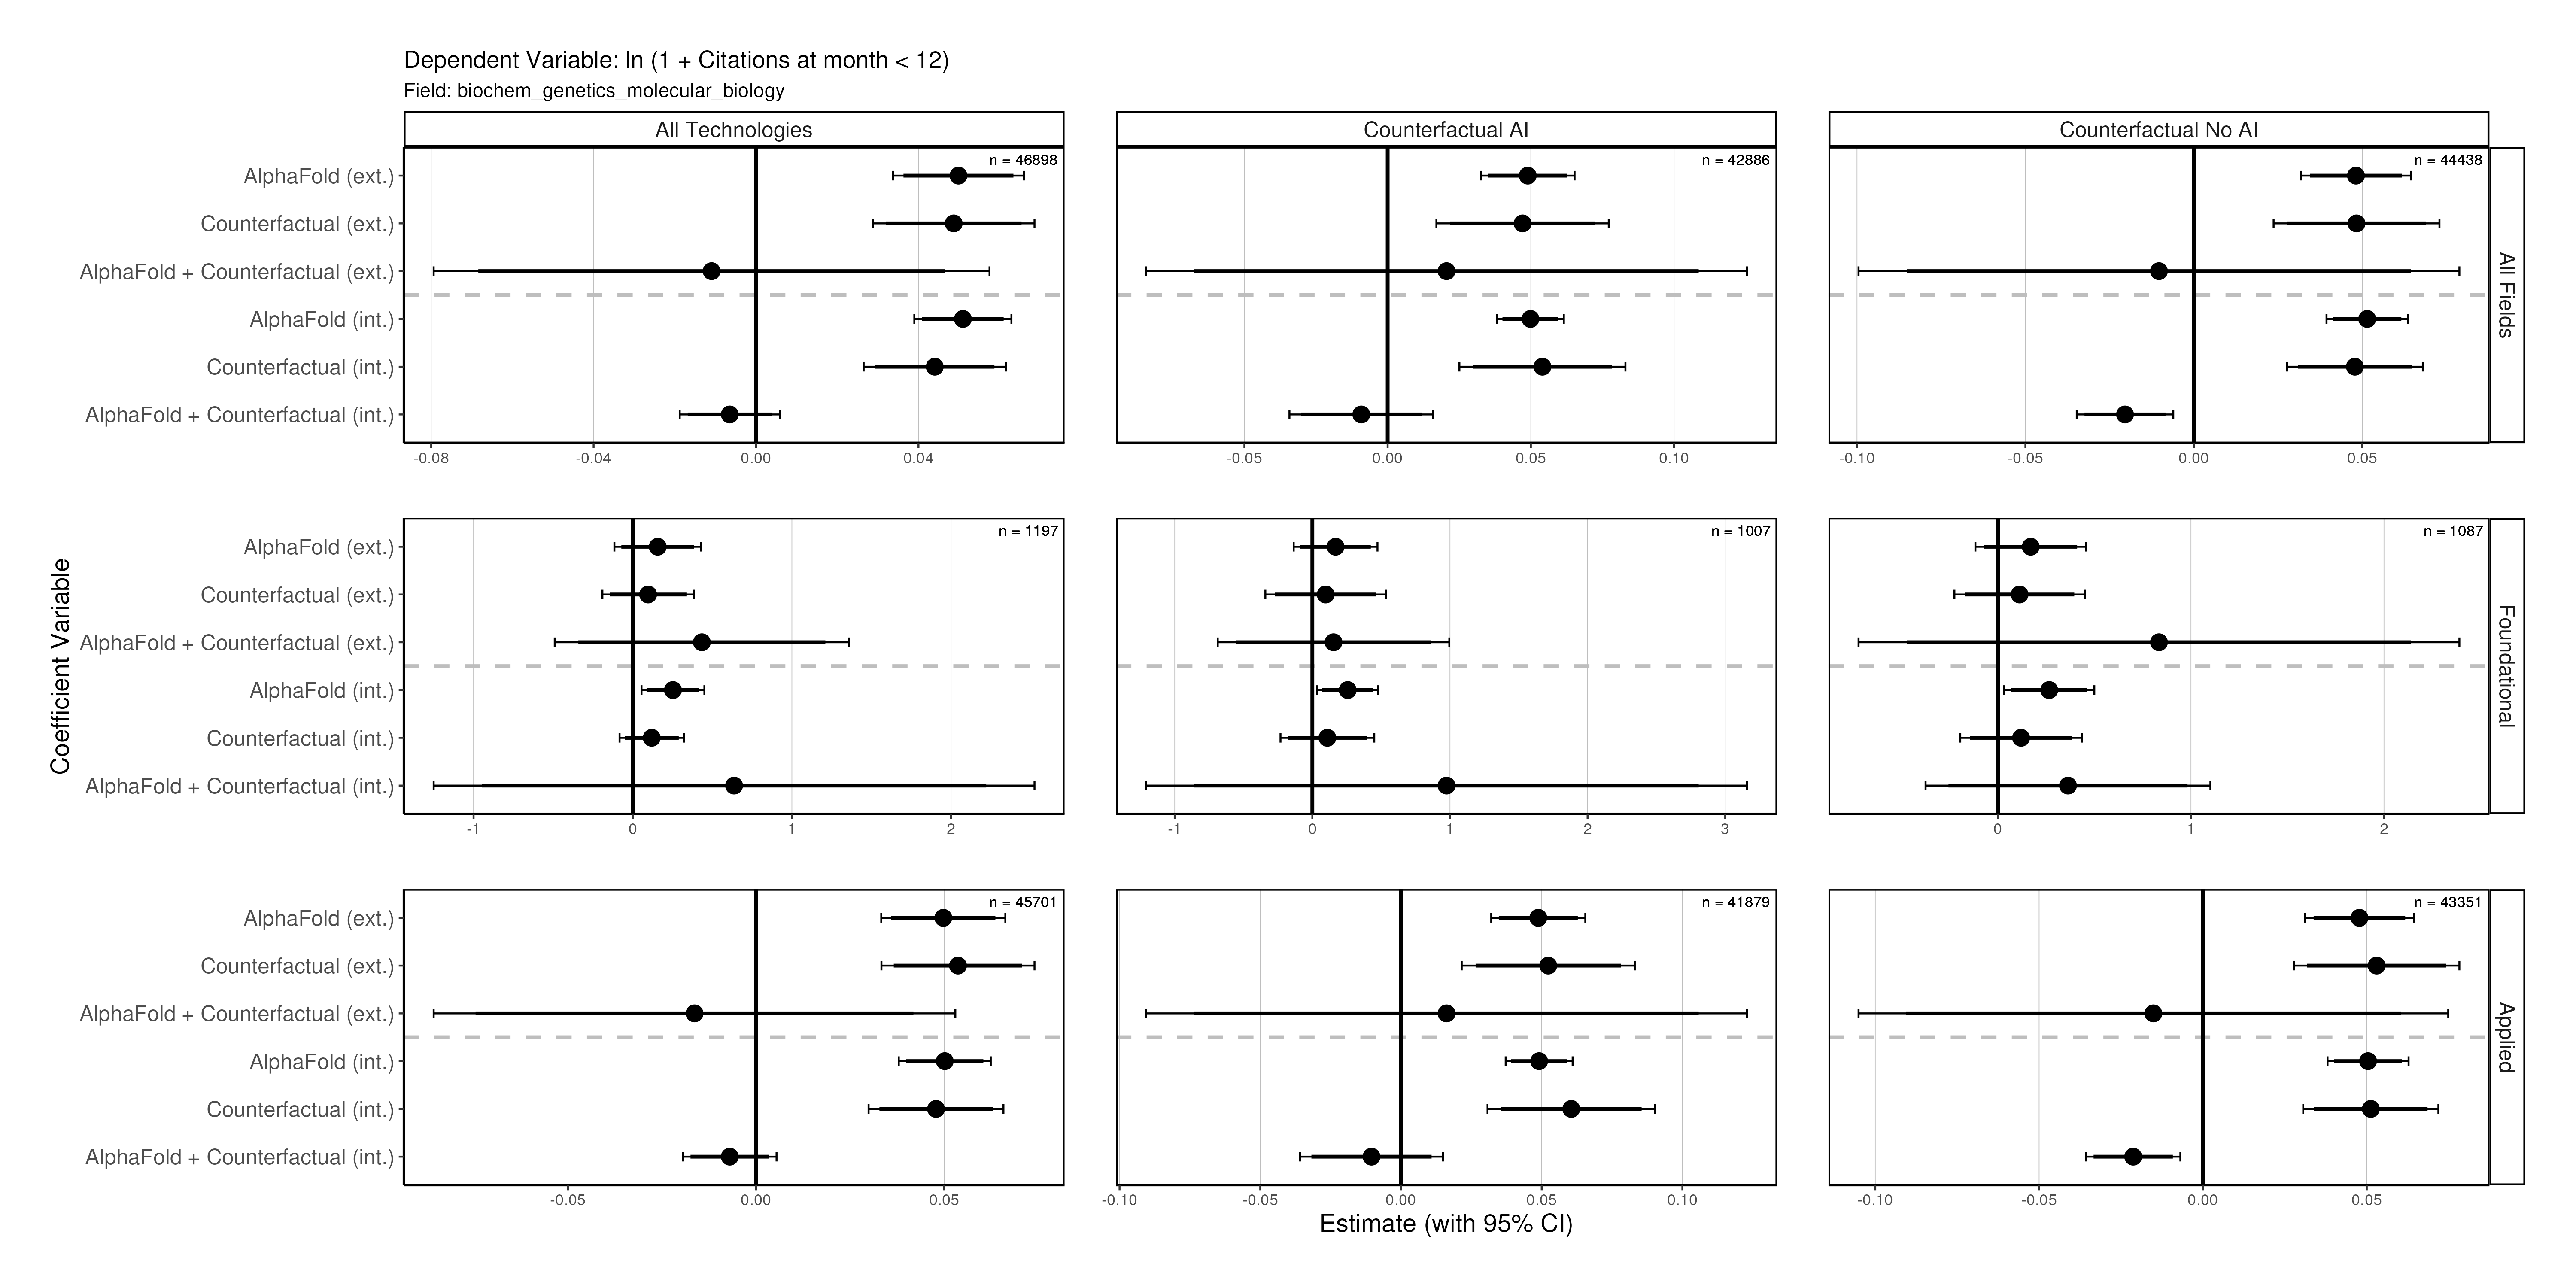 Dependent Variable: ln (1 + Citations at month < 12)
Field: biochem_genetics_molecular_biology
All Technologies
Counterfactual AI
Counterfactual No AI
AlphaFold (ext.)
Counterfactual (ext.)
AlphaFold + Counterfactual (ext.)
AlphaFold (int.)
Counterfactual (int.)
AlphaFold + Counterfactual (int.)
n = 46898
n = 42886
n = 44438
All Fields
-0.08 -0.04 0.00 0.04
-0.05 0.00 0.05 0.10
-0.10 -0.05 0.00 0.05
Coefficient Variable
AlphaFold (ext.)
Counterfactual (ext.)
AlphaFold + Counterfactual (ext.)
AlphaFold (int.)
Counterfactual (int.)
AlphaFold + Counterfactual (int.)
n = 1197
n = 1007
n = 1087
Foundational
-1 0 1 2
-1 0 1 2 3
0 1 2
AlphaFold (ext.)
Counterfactual (ext.)
AlphaFold + Counterfactual (ext.)
AlphaFold (int.)
Counterfactual (int.)
AlphaFold + Counterfactual (int.)
n = 45701
n = 41879
n = 43351
Applied
-0.05 0.00 0.05
-0.10 -0.05 0.00 0.05 0.10
-0.10 -0.05 0.00 0.05
Estimate (with 95% CI)